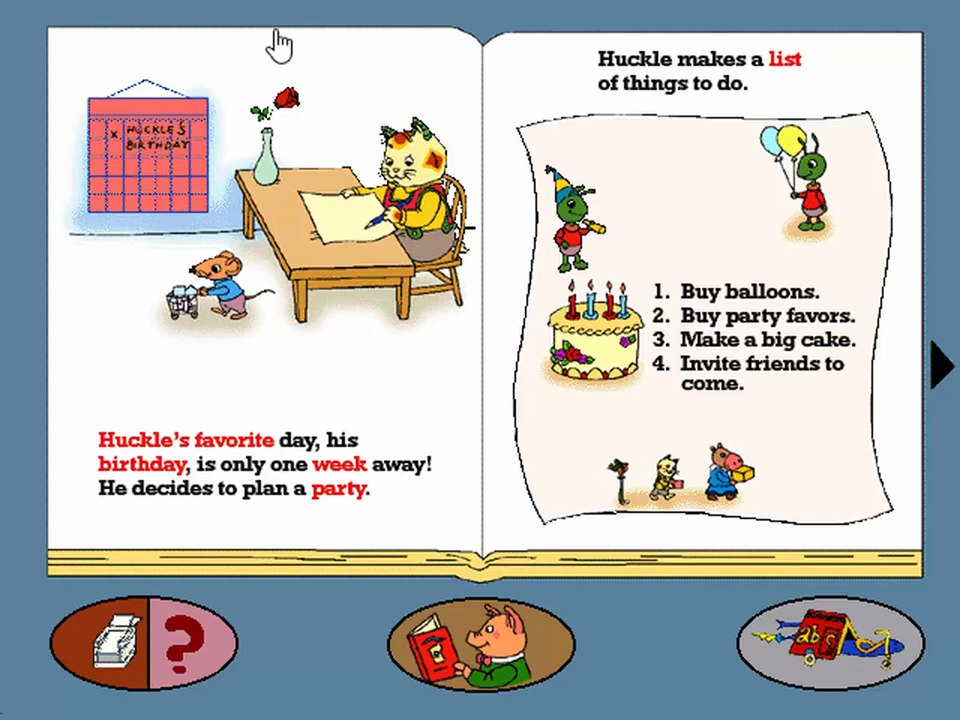 x HUCKLE'S
BIRTHDAY
Huckle's favorite day, his
birthday, is only one week away!
He decides to plan a party.
Huckle makes a list
of things to do.
1. Buy balloons.
2. Buy party favors.
3. Make a big cake.
4. Invite friends to
come.
?